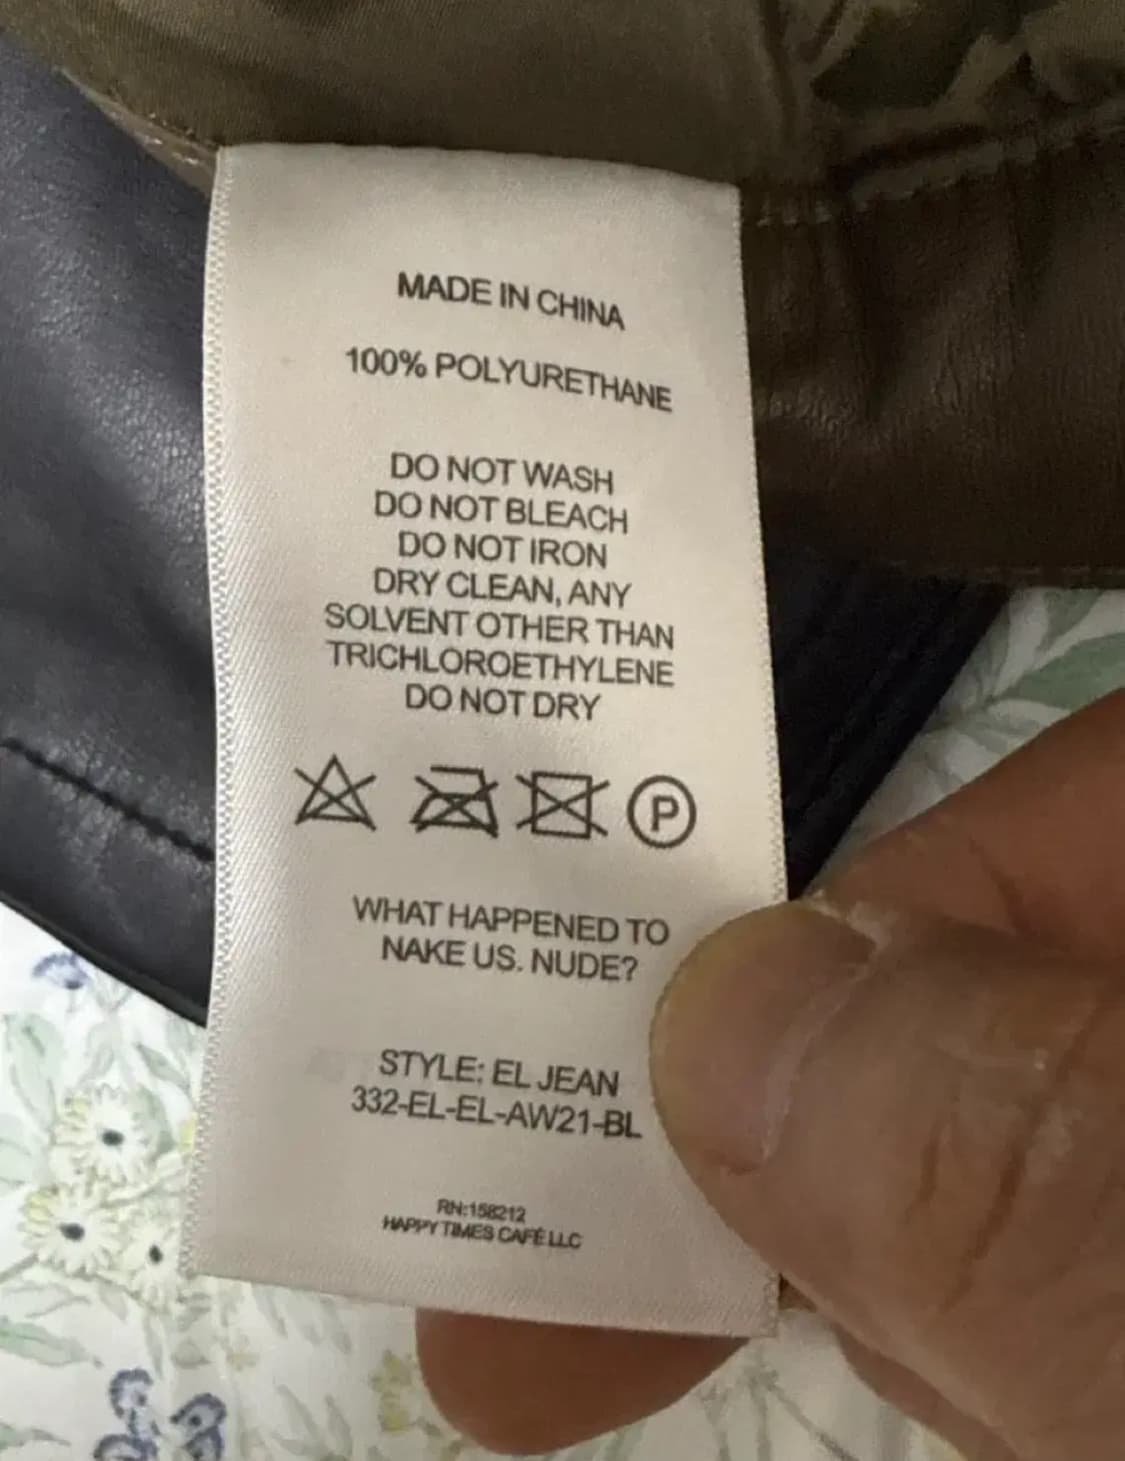 MADE IN CHINA
100% POLYURETHANE
DO NOT WASH
DO NOT BLEACH
DO NOT IRON
DRY CLEAN, ANY
SOLVENT OTHER THAN
TRICHLOROETHYLENE
DO NOT DRY
P
WHAT HAPPENED TO
NAKE US. NUDE?
STYLE: EL JEAN
332-EL-EL-AW21-BL
RN:158212
HAPPY TIMES CAFÉ LLC